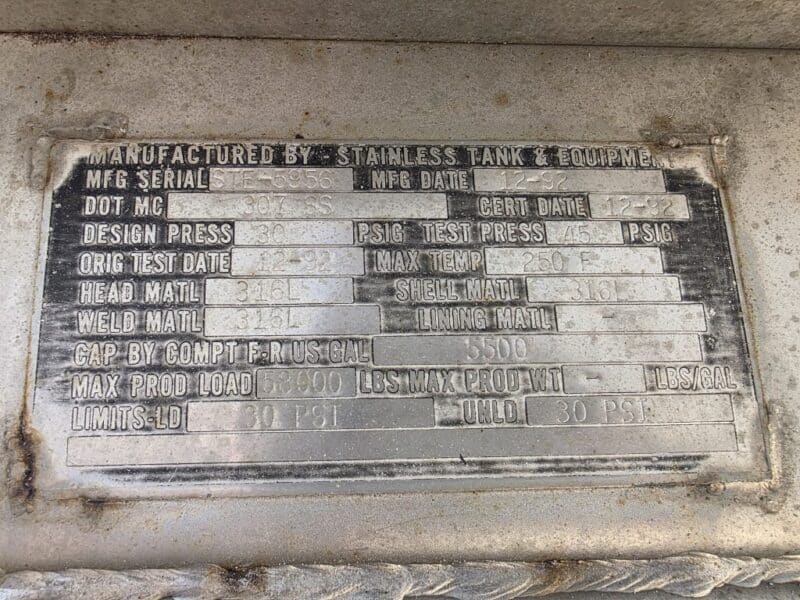 MANUFACTURED BY - STAINLESS TANK & EQUIPMENT
MFG SERIAL STE-5956 MFG DATE 12-92
DOT MC 307 SS CERT DATE 12-92
DESIGN PRESS 30 PSIG TEST PRESS 45 PSIG
ORIG TEST DATE 12-92 MAX TEMP 250 F
HEAD MATL 316L SHELL MATL 316L
WELD MATL 316L LINING MATL -
CAP BY COMPT F-R US GAL 5500
MAX PROD LOAD LBS MAX PROD WT - LBS/GAL
LIMITS-LD 30 PSI UNLD 30 PSI